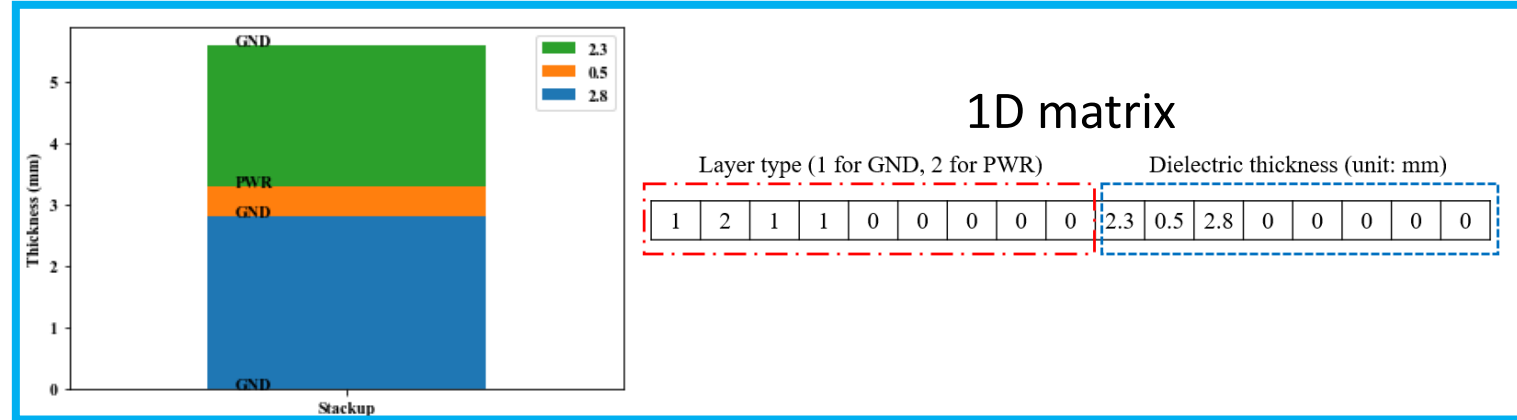 GND
2.3
0.5
2.8
5
4
PWR
3
GND
2
1
0
GND
Thickness (mm)
Stackup
1D matrix
Layer type (1 for GND, 2 for PWR)
Dielectric thickness (unit: mm)
1 2 1 1 0 0 0 0 0 2.3 0.5 2.8 0 0 0 0 0